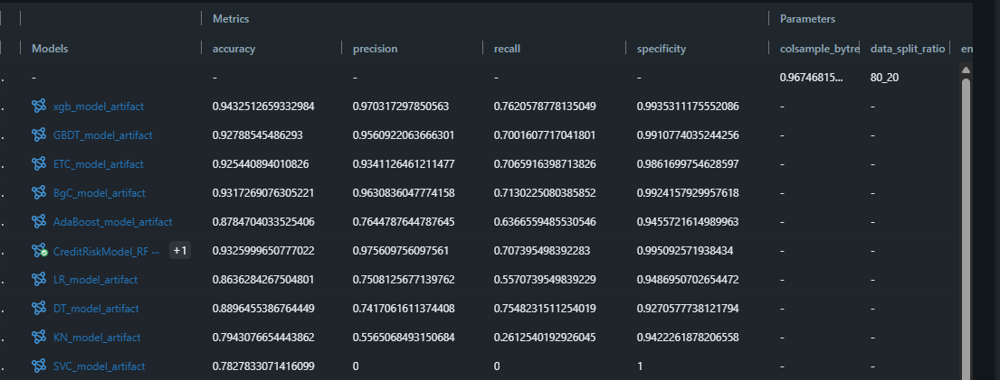 Metrics Parameters
Models accuracy precision recall specificity colsample_bytre data_split_ratio en
- - - - - 0.96746815... 80_20
xgb_model_artifact 0.9432512659332984 0.970317297850563 0.7620578778135049 0.9935311175552086 - -
GBDT_model_artifact 0.92788545486293 0.9560922063666301 0.7001607717041801 0.9910774035244256 - -
ETC_model_artifact 0.925440894010826 0.9341126461211477 0.7065916398713826 0.9861699754628597 - -
BgC_model_artifact 0.9317269076305221 0.9630836047774158 0.7130225080385852 0.9924157929957618 - -
AdaBoost_model_artifact 0.8784704033525406 0.7644787644787645 0.6366559485530546 0.9455721614989963 - -
CreditRiskModel_RF ... +1 0.9325999650777022 0.975609756097561 0.707395498392283 0.995092571938434 - -
LR_model_artifact 0.8636284267504801 0.7508125677139762 0.5570739549839229 0.9486950702654472 - -
DT_model_artifact 0.8896455386764449 0.7417061611374408 0.7548231511254019 0.9270577738121794 - -
KN_model_artifact 0.7943076654443862 0.5565068493150684 0.2612540192926045 0.9422261878206558 - -
SVC_model_artifact 0.7827833071416099 0 0 1 - -